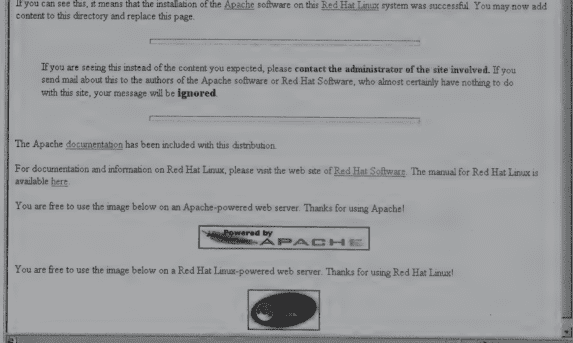 If you can see this, it means that the installation of the Apache software on this Red Hat Linux system was successful. You may now add
content to this directory and replace this page.
If you are seeing this instead of the content you expected, please contact the administrator of the site involved. If you
send mail about this to the authors of the Apache software or Red Hat Software, who almost certainly have nothing to do
with this site, your message will be ignored.
The Apache documentation has been included with this distribution.
For documentation and information on Red Hat Linux, please visit the web site of Red Hat Software. The manual for Red Hat Linux is
available here.
You are free to use the image below on an Apache-powered web server. Thanks for using Apache!
Powered by
APACHE
You are free to use the image below on a Red Hat Linux-powered web server. Thanks for using Red Hat Linux!